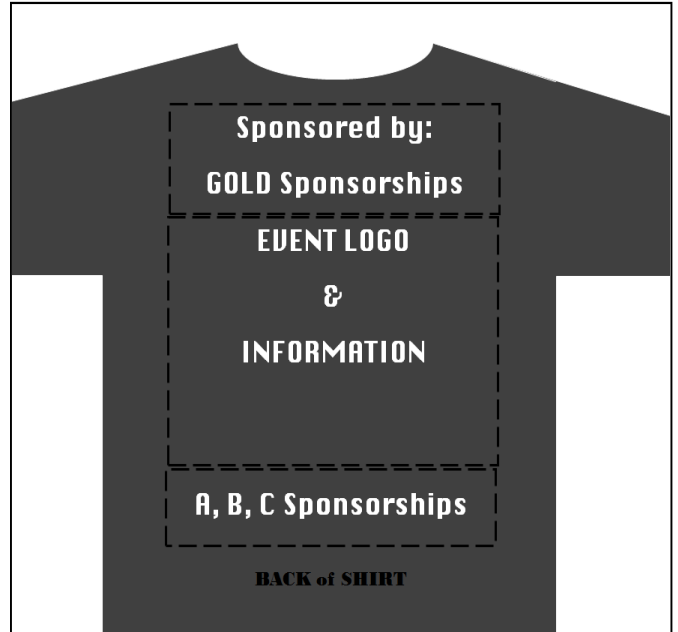 Sponsored by:
GOLD Sponsorships
EVENT LOGO
&
INFORMATION
A, B, C Sponsorships
BACK of SHIRT